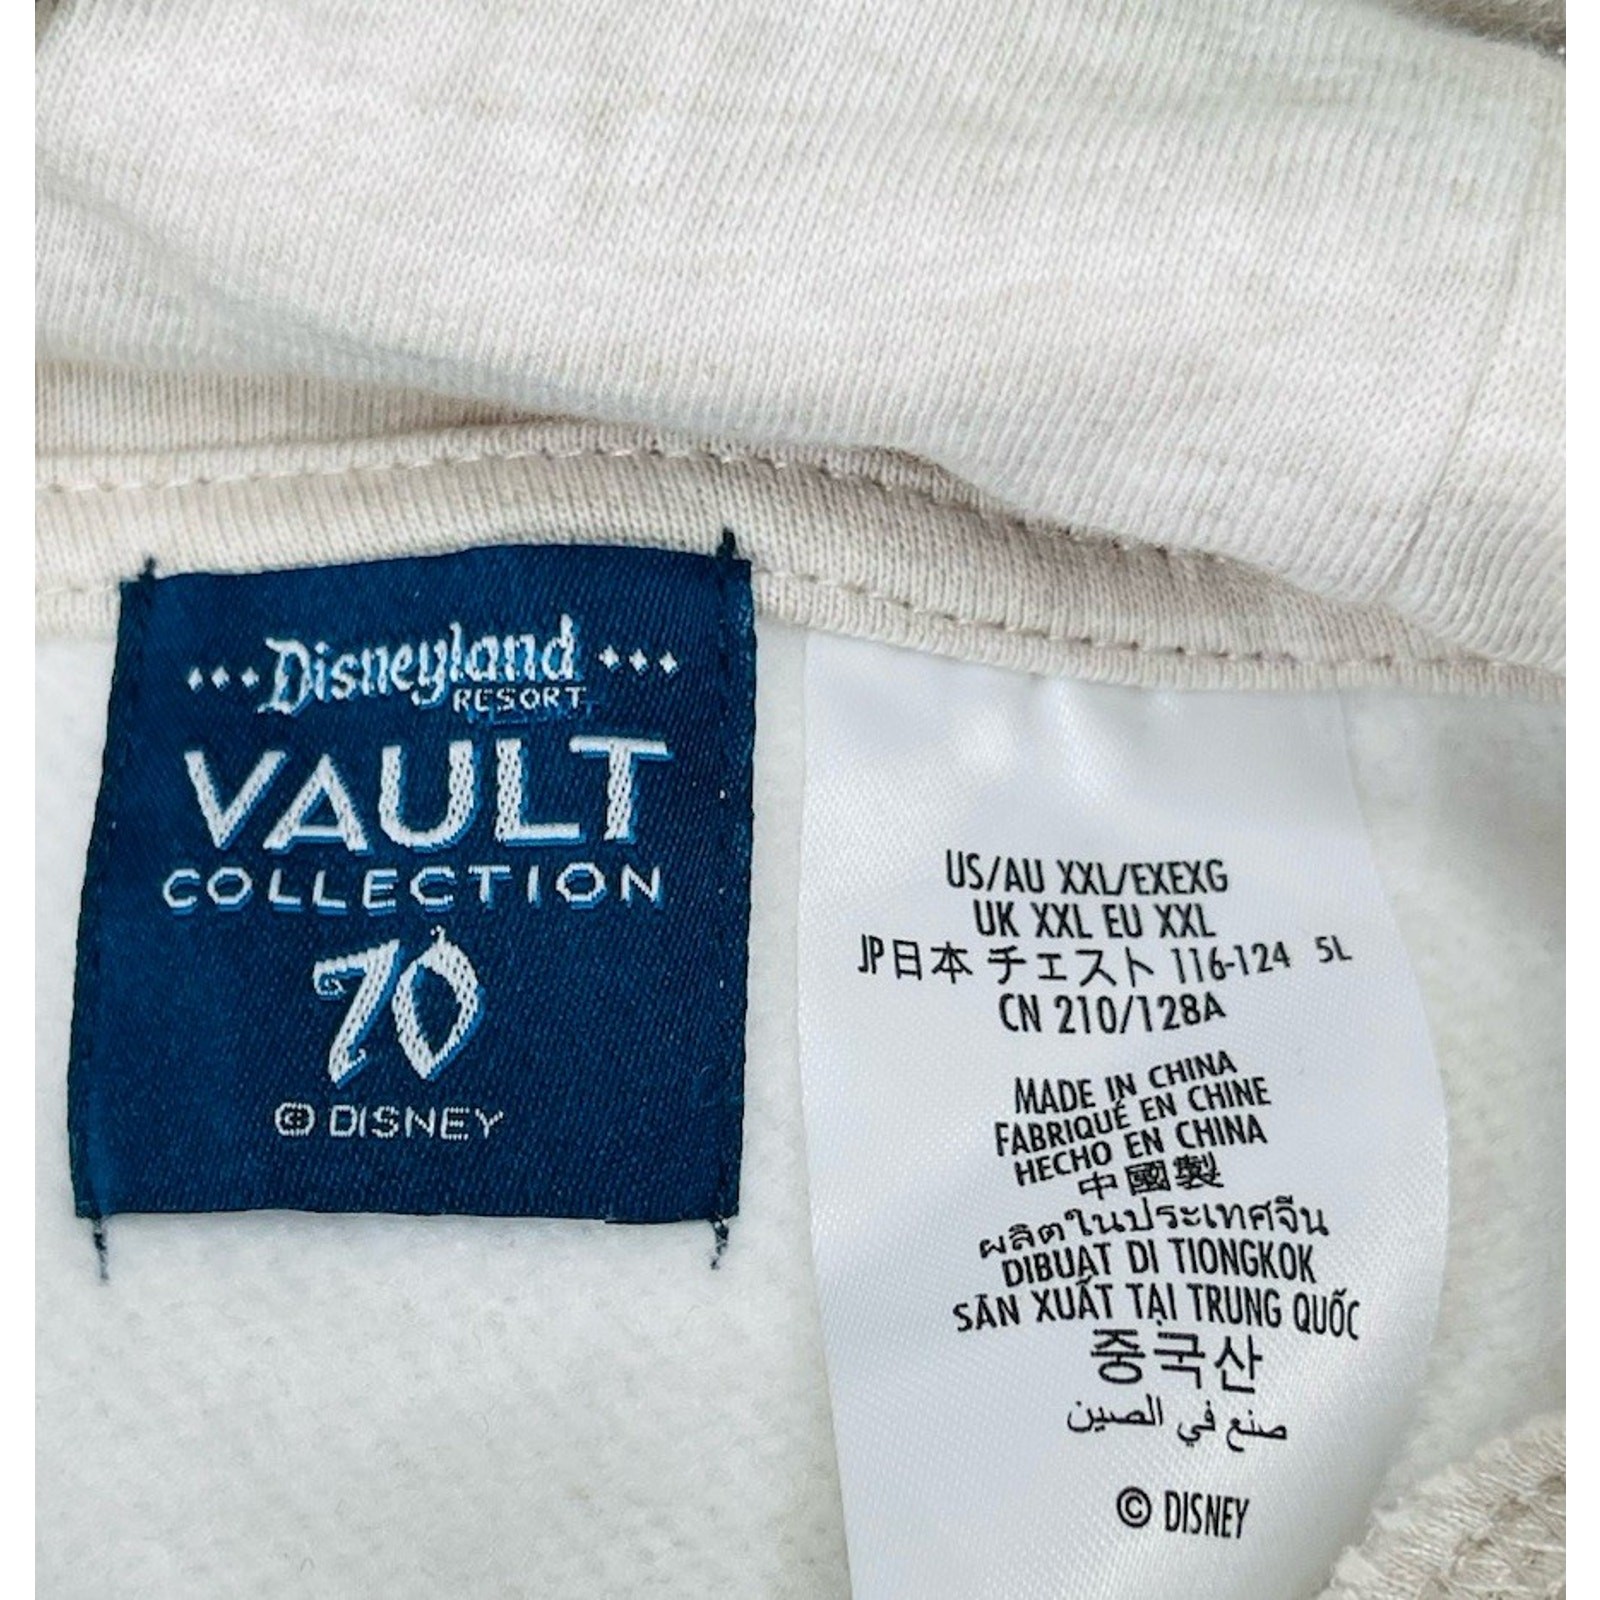 Disneyland
RESORT
VAULT
COLLECTION
70
© DISNEY
US/AU XXL/EXEXG
UK XXL EU XXL
JP日本 チェスト 116-124 5L
CN 210/128A
MADE IN CHINA
FABRIQUÉ EN CHINE
HECHO EN CHINA
中國製
ผลิตในประเทศจีน
DIBUAT DI TIONGKOK
SẢN XUẤT TẠI TRUNG QUỐC
중국산
صنع في الصين
© DISNEY